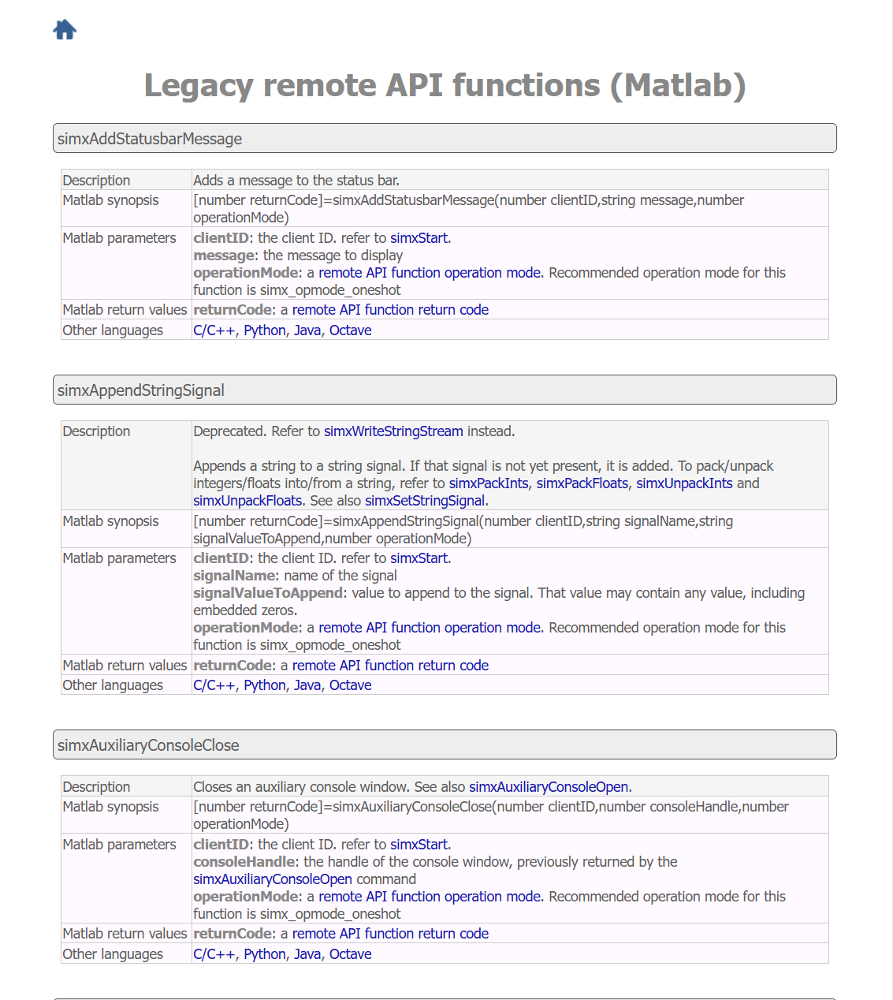 Legacy remote API functions (Matlab)
simxAddStatusbarMessage
Description Adds a message to the status bar.
Matlab synopsis [number returnCode]=simxAddStatusbarMessage(number clientID,string message,number
operationMode)
Matlab parameters clientID: the client ID. refer to simxStart.
message: the message to display
operationMode: a remote API function operation mode. Recommended operation mode for this
function is simx_opmode_oneshot
Matlab return values returnCode: a remote API function return code
Other languages C/C++, Python, Java, Octave
simxAppendStringSignal
Description Deprecated. Refer to simxWriteStringStream instead.
Appends a string to a string signal. If that signal is not yet present, it is added. To pack/unpack
integers/floats into/from a string, refer to simxPackInts, simxPackFloats, simxUnpackInts and
simxUnpackFloats. See also simxSetStringSignal.
Matlab synopsis [number returnCode]=simxAppendStringSignal(number clientID,string signalName,string
signalValueToAppend,number operationMode)
Matlab parameters clientID: the client ID. refer to simxStart.
signalName: name of the signal
signalValueToAppend: value to append to the signal. That value may contain any value, including
embedded zeros.
operationMode: a remote API function operation mode. Recommended operation mode for this
function is simx_opmode_oneshot
Matlab return values returnCode: a remote API function return code
Other languages C/C++, Python, Java, Octave
simxAuxiliaryConsoleClose
Description Closes an auxiliary console window. See also simxAuxiliaryConsoleOpen.
Matlab synopsis [number returnCode]=simxAuxiliaryConsoleClose(number clientID,number consoleHandle,number
operationMode)
Matlab parameters clientID: the client ID. refer to simxStart.
consoleHandle: the handle of the console window, previously returned by the
simxAuxiliaryConsoleOpen command
operationMode: a remote API function operation mode. Recommended operation mode for this
function is simx_opmode_oneshot
Matlab return values returnCode: a remote API function return code
Other languages C/C++, Python, Java, Octave